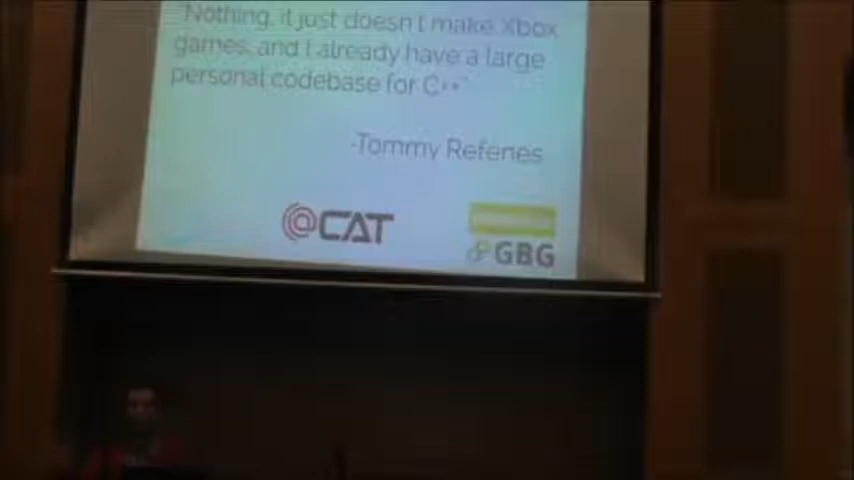 "Nothing, it just doesn't make Xbox
games, and I already have a large
personal codebase for C++"
-Tommy Refenes
@CAT
GBG